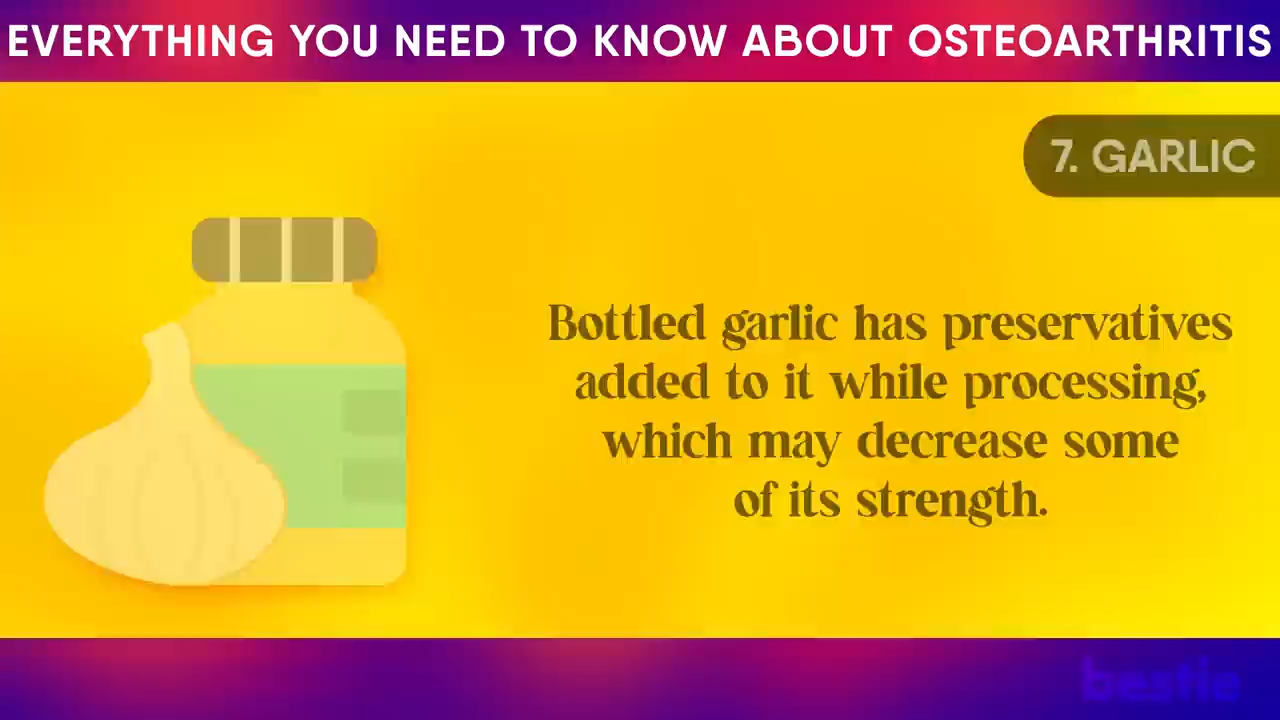 EVERYTHING YOU NEED TO KNOW ABOUT OSTEOARTHRITIS
7. GARLIC
Bottled garlic has preservatives
added to it while processing,
which may decrease some
of its strength.
bestie